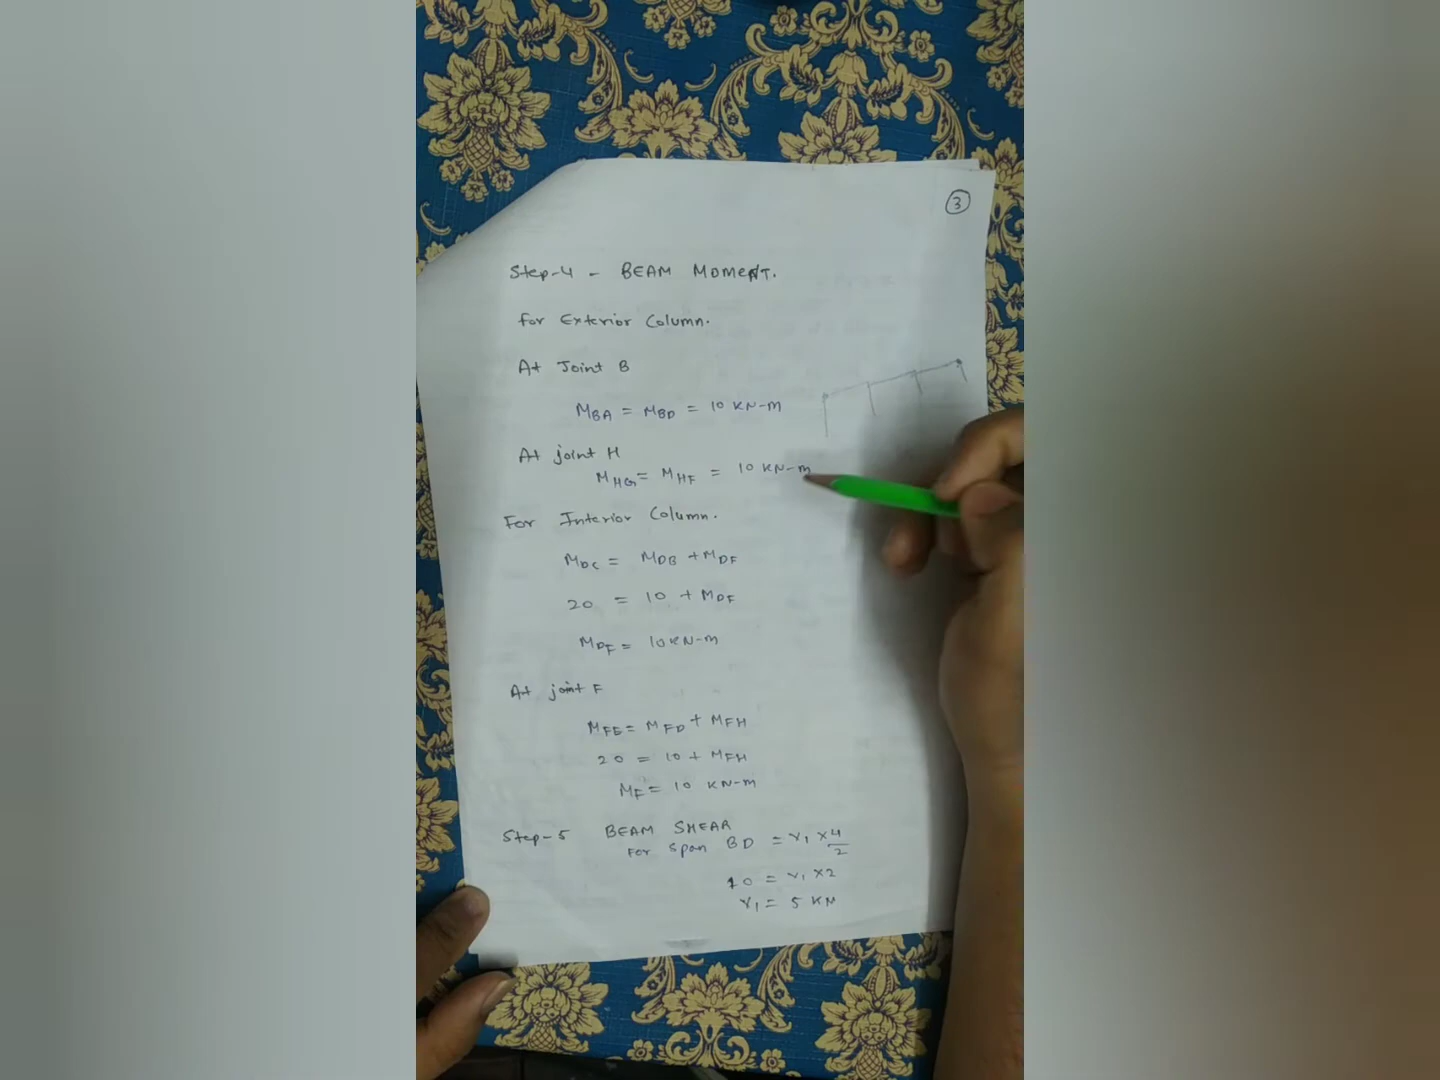 3
Step-4 - BEAM MOMENT.
for Exterior Column.
At Joint B
MBA = MBD = 10 KN-m
At joint H
MHG = MHF = 10 KN-m
For Interior Column.
MDC = MDB + MDF
20 = 10 + MDF
MDF = 10 KN-m
At joint F
MFE = MFD + MFH
20 = 10 + MFH
MF = 10 KN-m
Step-5 BEAM SHEAR
For span BD = V1 × 4/2
10 = V1 × 2
V1 = 5 KN